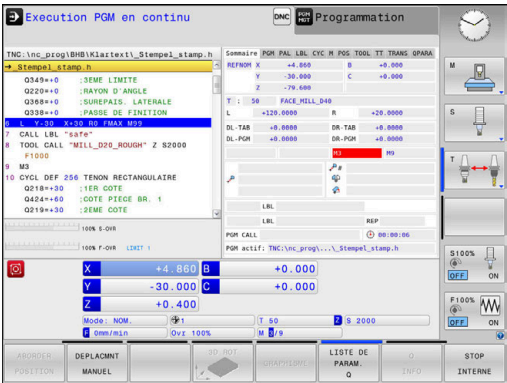 Execution PGM en continu
DNC
PGM MGT
Programmation
TNC:\nc_prog\BHB\Klartext\_Stempel_stamp.h
→ _Stempel_stamp.h
Q349=+0 ;3EME LIMITE
Q220=+0 ;RAYON D'ANGLE
Q368=+0 ;SUREPAIS. LATERALE
Q338=+0 ;PASSE DE FINITION
6 L Y-30 X+30 R0 FMAX M99
7 CALL LBL "safe"
8 TOOL CALL "MILL_D20_ROUGH" Z S2000
F1000
9 M3
10 CYCL DEF 256 TENON RECTANGULAIRE
Q218=+30 ;1ER COTE
Q424=+60 ;COTE PIECE BR. 1
Q219=+30 ;2EME COTE
100% S-OVR
100% F-OVR LIMIT 1
Sommaire PGM PAL LBL CYC M POS TOOL TT TRANS QPARA
REFNOM X +4.860 B +0.000
Y -30.000 C +0.000
Z -79.600
T : 50 FACE_MILL_D40
L +120.0000 R +20.0000
DL-TAB +0.0000 DR-TAB +0.0000
DL-PGM +0.0000 DR-PGM +0.0000
M3 M9
LBL
LBL REP
PGM CALL 00:00:06
PGM actif: TNC:\nc_prog\...\_Stempel_stamp.h
X +4.860 B +0.000
Y -30.000 C +0.000
Z +0.400
Mode: NOM. 1 T 50 Z S 2000
F 0mm/min Ovr 100% M 3/9
M
S
T
S100%
OFF ON
F100%
OFF ON
ABORDER POSITION
DEPLACMNT MANUEL
3D ROT
GRAPHISME
LISTE DE PARAM. Q
Q INFO
STOP INTERNE